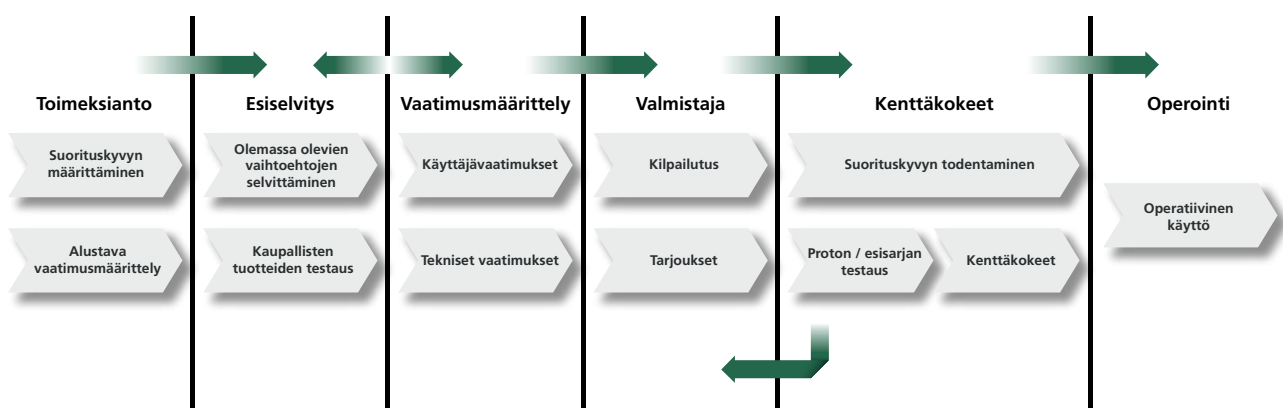 Toimeksianto
Esiselvitys
Vaatimusmäärittely
Valmistaja
Kenttäkokeet
Operointi
Suorituskyvyn
määrittäminen
Olemassa olevien
vaihtoehtojen
selvittäminen
Käyttäjävaatimukset
Kilpailutus
Suorituskyvyn todentaminen
Operatiivinen
käyttö
Alustava
vaatimusmäärittely
Kaupallisten
tuotteiden testaus
Tekniset vaatimukset
Tarjoukset
Proton / esisarjan
testaus
Kenttäkokeet